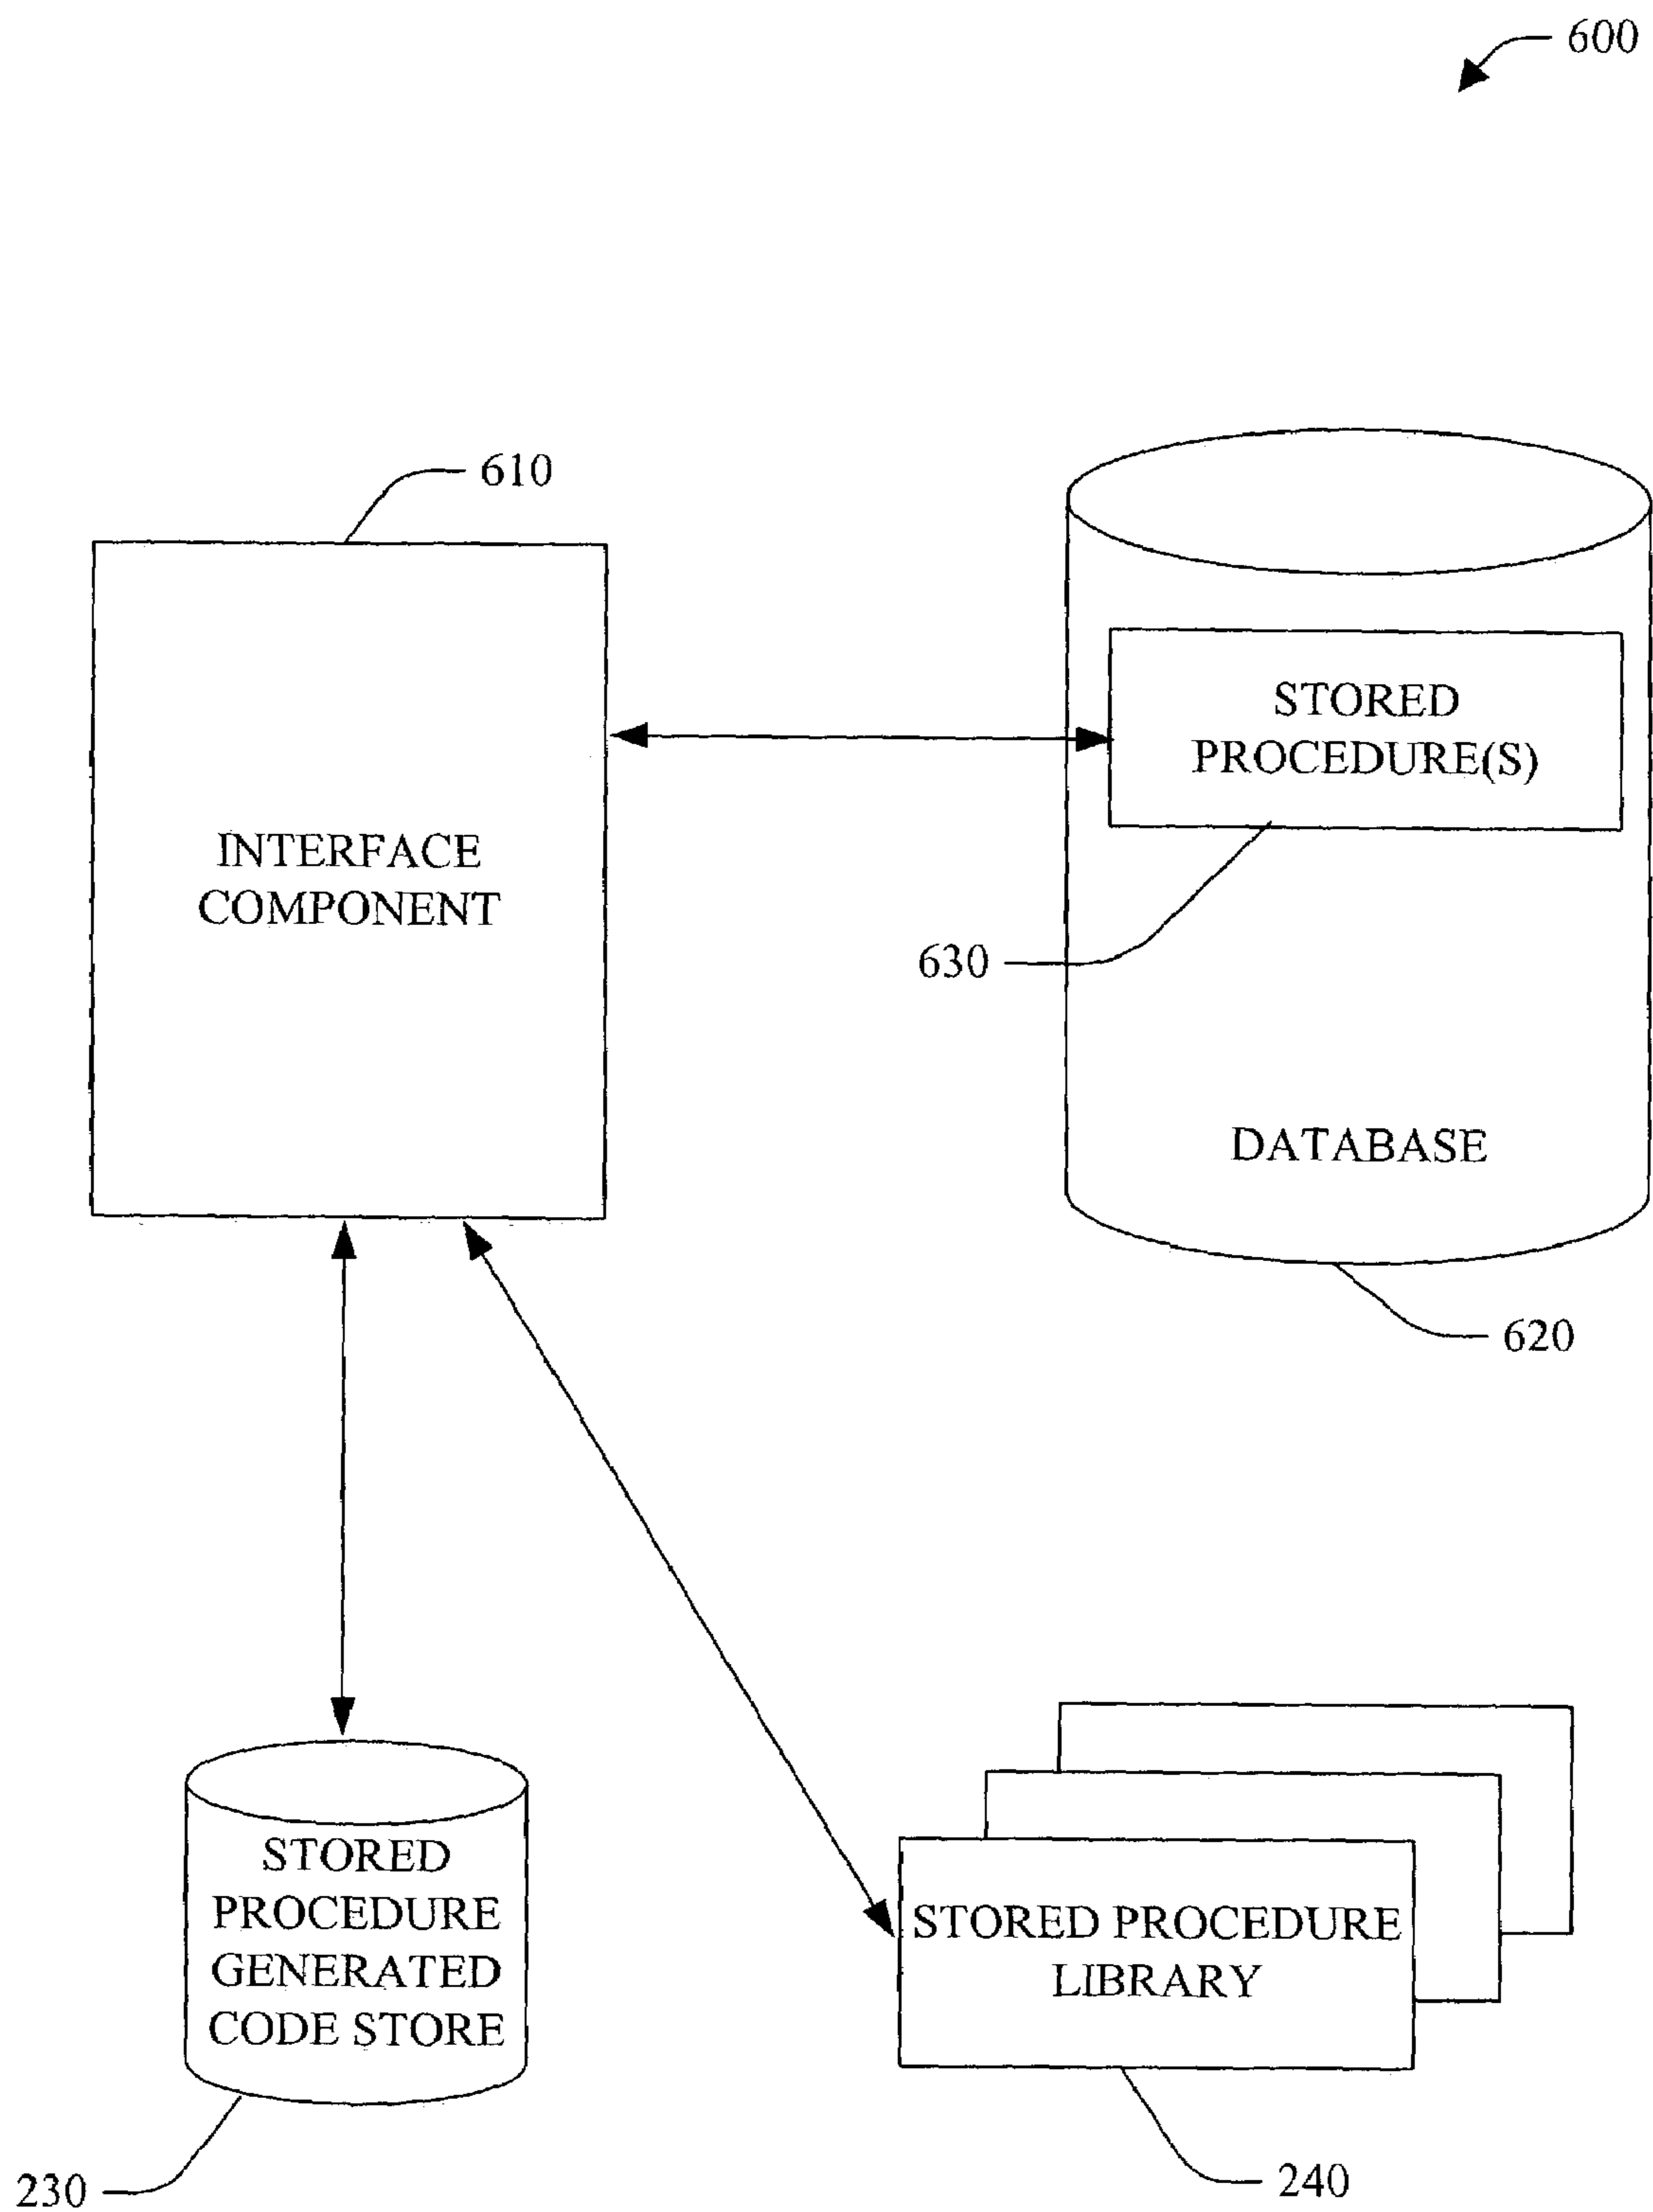 600
610
STORED
PROCEDURE(S)
INTERFACE
COMPONENT
630
DATABASE
620
STORED
PROCEDURE
GENERATED
CODE STORE
STORED PROCEDURE
LIBRARY
230
240